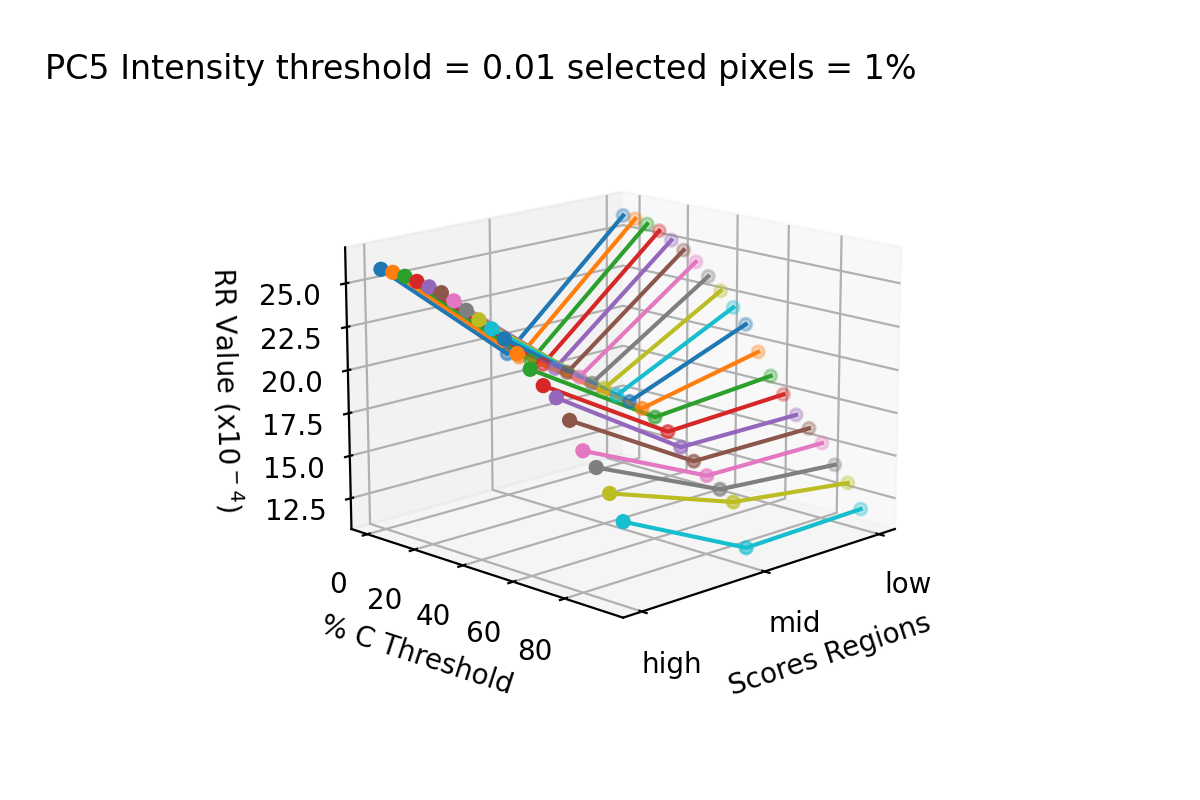 PC5 Intensity threshold = 0.01 selected pixels = 1%
RR Value (x10⁻⁴)
25.0
22.5
20.0
17.5
15.0
12.5
0
20
40
60
80
% C Threshold
high
mid
low
Scores Regions